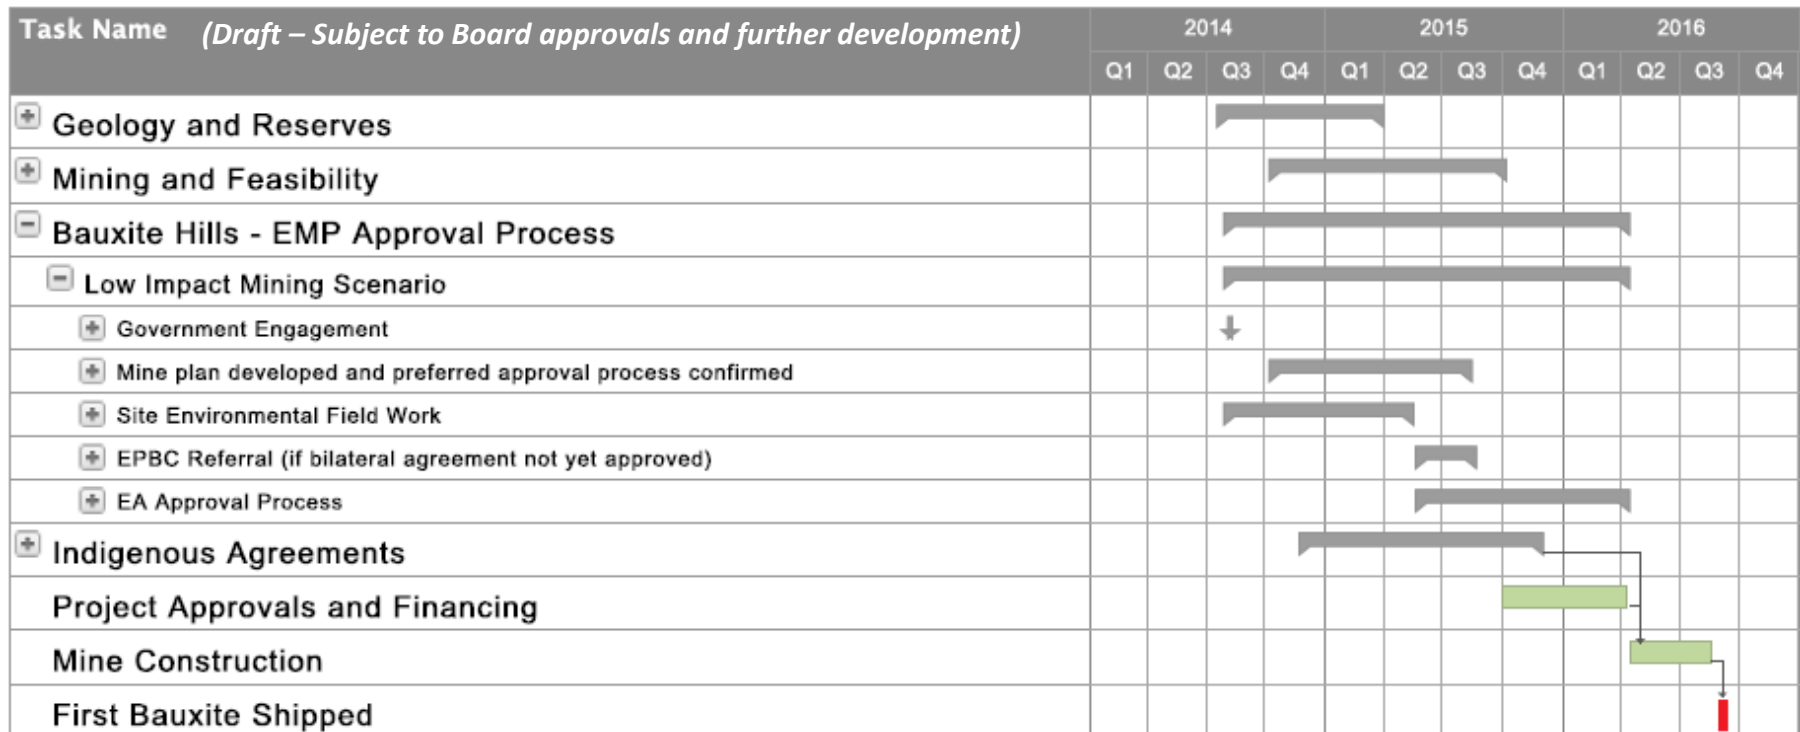 Task Name (Draft – Subject to Board approvals and further development) 2014 2015 2016
Q1 Q2 Q3 Q4 Q1 Q2 Q3 Q4 Q1 Q2 Q3 Q4
Geology and Reserves
Mining and Feasibility
Bauxite Hills - EMP Approval Process
Low Impact Mining Scenario
Government Engagement
Mine plan developed and preferred approval process confirmed
Site Environmental Field Work
EPBC Referral (if bilateral agreement not yet approved)
EA Approval Process
Indigenous Agreements
Project Approvals and Financing
Mine Construction
First Bauxite Shipped